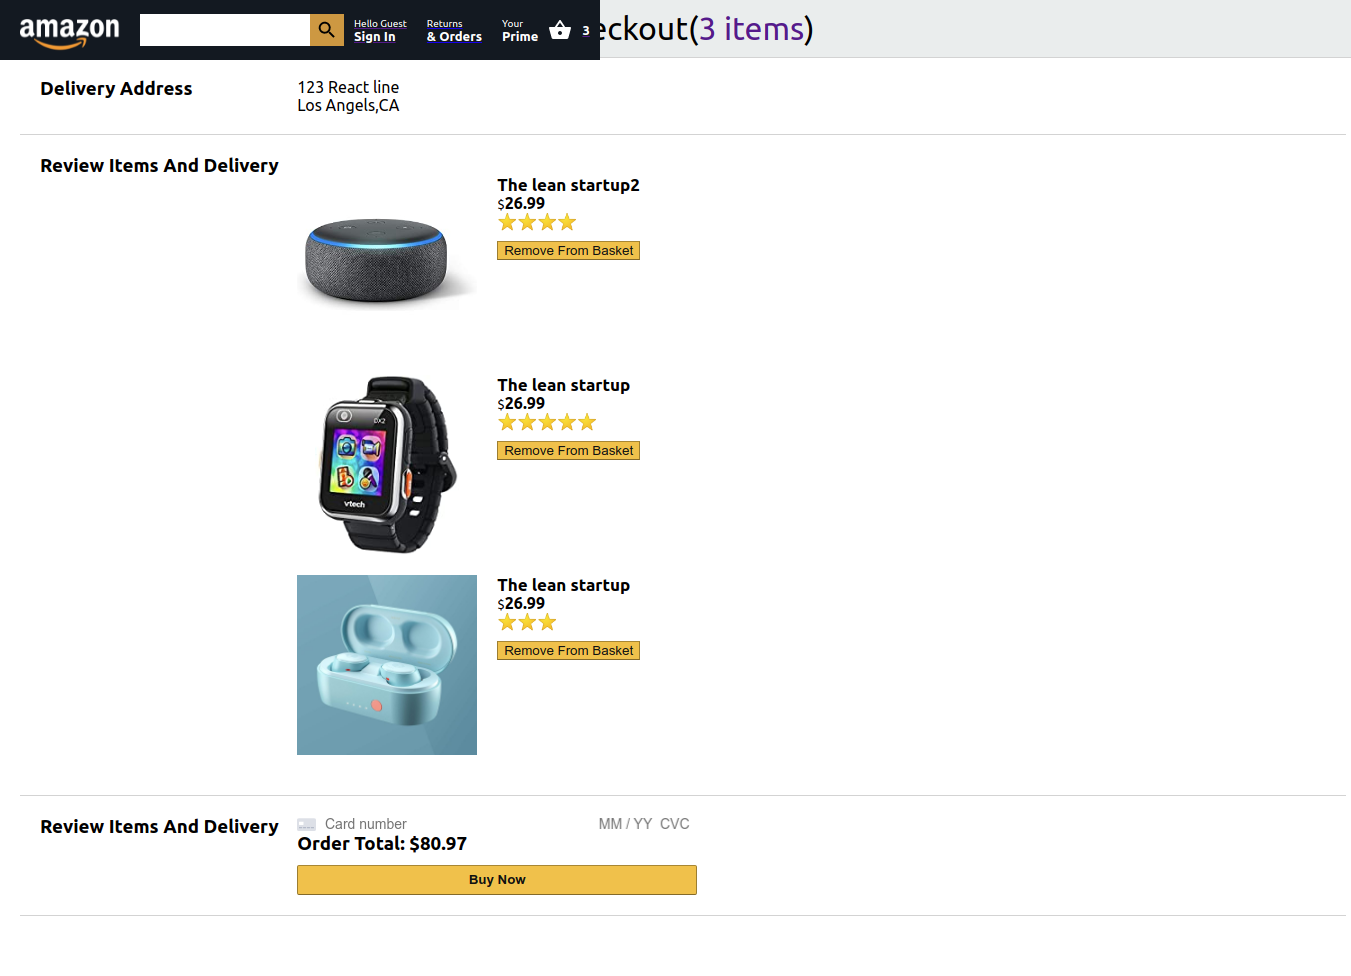 amazon
Hello Guest
Sign In
Returns
& Orders
Your
Prime
3
eckout(3 items)
Delivery Address
123 React line
Los Angels,CA
Review Items And Delivery
The lean startup2
$26.99
Remove From Basket
DX2
vtech
The lean startup
$26.99
Remove From Basket
The lean startup
$26.99
Remove From Basket
Review Items And Delivery
Card number MM / YY CVC
Order Total: $80.97
Buy Now